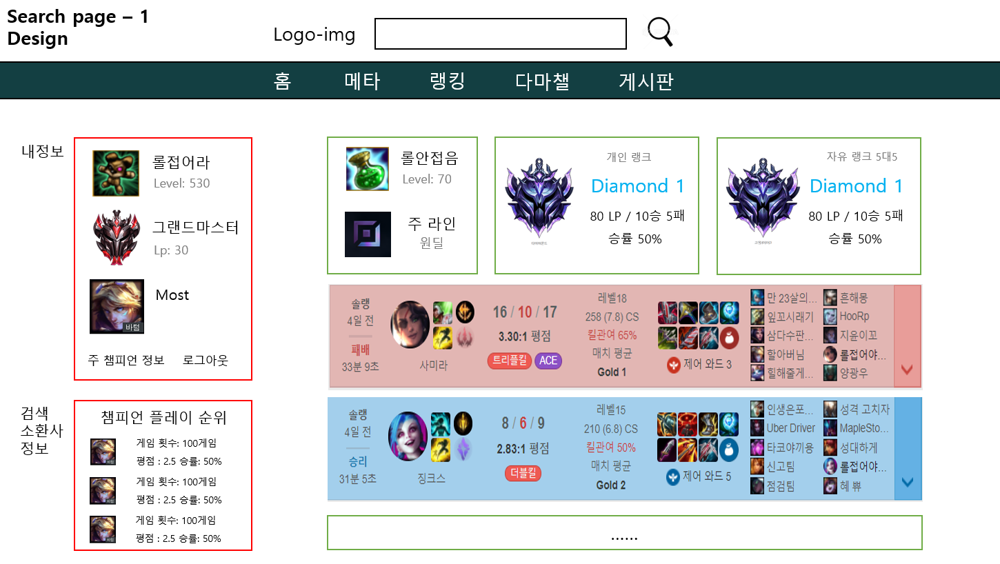 Search page – 1
Design
Logo-img
홈 메타 랭킹 다마챌 게시판
내정보
롤접어라
Level: 530
그랜드마스터
Lp: 30
바텀
Most
주 챔피언 정보 로그아웃
검색
소환사
정보
챔피언 플레이 순위
게임 횟수: 100게임
바텀
평점 : 2.5 승률: 50%
게임 횟수: 100게임
바텀
평점 : 2.5 승률: 50%
게임 횟수: 100게임
바텀
평점 : 2.5 승률: 50%
롤안접음
Level: 70
주 라인
원딜
개인 랭크
Diamond 1
80 LP / 10승 5패
승률 50%
자유 랭크 5대5
Diamond 1
80 LP / 10승 5패
승률 50%
솔랭
4일 전
패배
33분 9초
사미라
16 / 10 / 17
3.30:1 평점
트리플킬 ACE
레벨18
258 (7.8) CS
킬관여 65%
매치 평균
Gold 1
제어 와드 3
만 23살의...
잎꼬시래기
삼다수판...
할아버님
힐해줄게...
흔해몽
HooRp
지윤이꼬
롤접어야...
양광우
솔랭
4일 전
승리
31분 5초
징크스
8 / 6 / 9
2.83:1 평점
더블킬
레벨15
210 (6.8) CS
킬관여 50%
매치 평균
Gold 2
제어 와드 5
인생은포...
Uber Driver
타코야끼용
신고팀
점검팀
성격 고치자
MapleSto...
성대하게
롤접어야...
혜 쀼
......